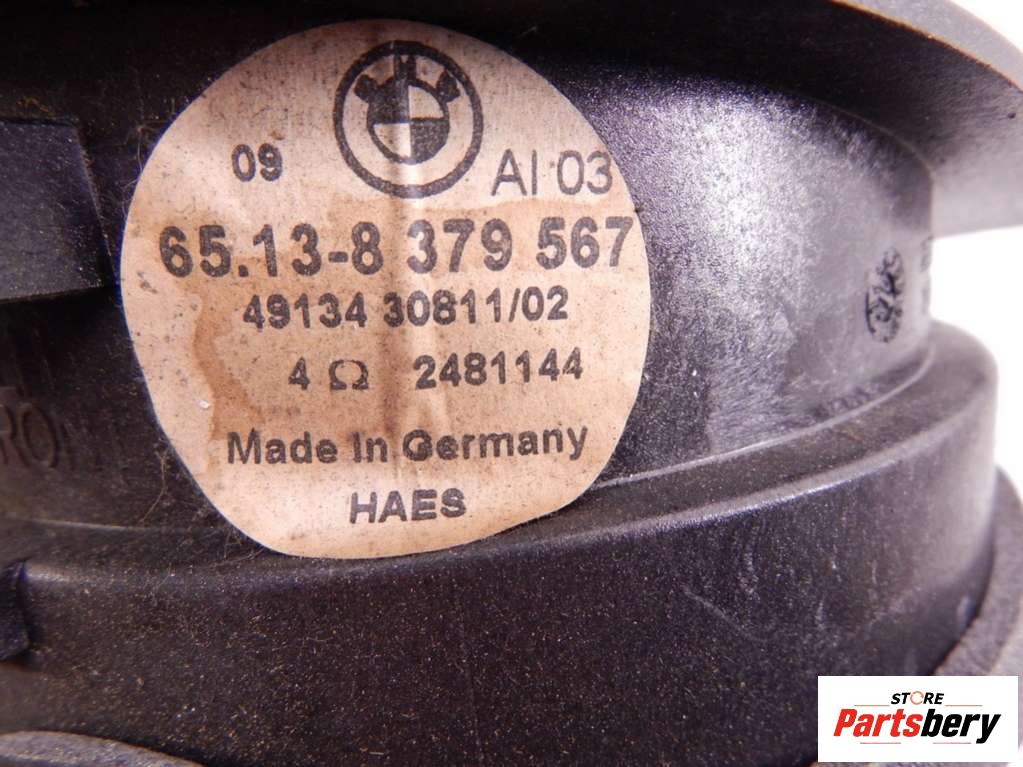 09
AI 03
65.13-8 379 567
49134 30811/02
4 Ω 2481144
Made In Germany
HAES
STORE
Partsbery